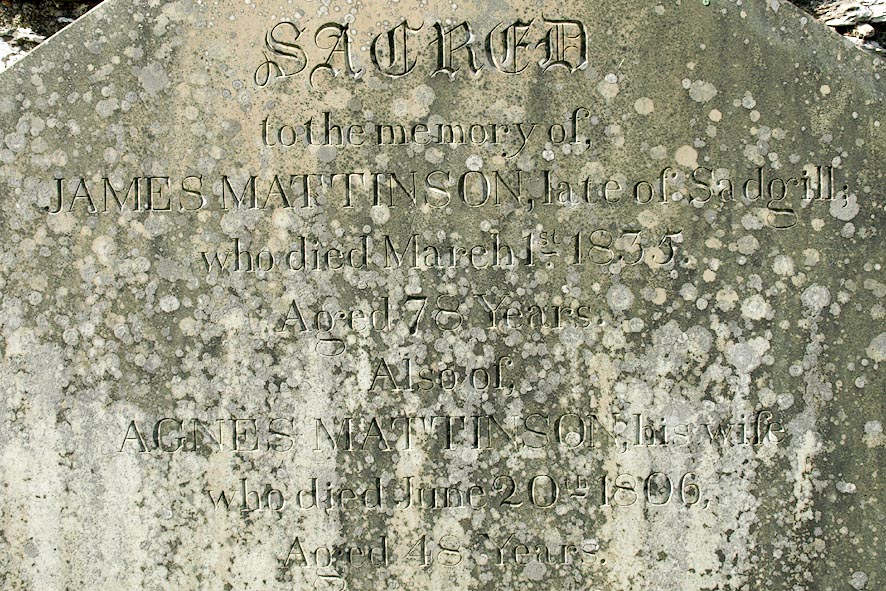 SACRED
to the memory of,
JAMES MATTINSON, late of Sadgill;
who died March 1st 1835.
Aged 78 Years.
Also of,
AGNES MATTINSON, his wife
who died June 20th 1806,
Aged 48 Years.